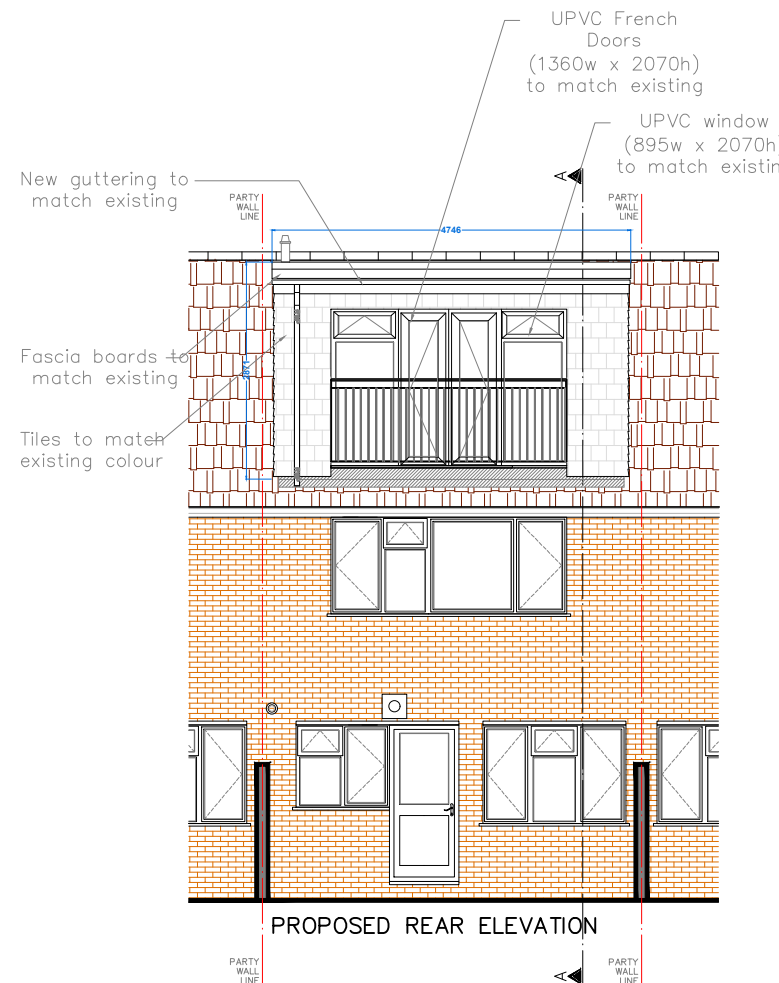 UPVC French
Doors
(1360w x 2070h)
to match existing
UPVC window
(895w x 2070h
to match existin
A
New guttering to
match existing
PARTY
WALL
LINE
PARTY
WALL
LINE
4746
2871
Fascia boards to
match existing
Tiles to match
existing colour
PROPOSED REAR ELEVATION
PARTY
WALL
LINE
A
PARTY
WALL
LINE